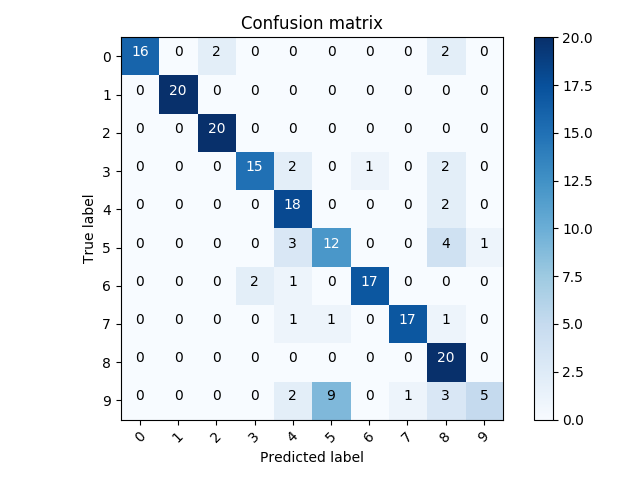 Confusion matrix
0 16 0 2 0 0 0 0 0 2 0
1 0 20 0 0 0 0 0 0 0 0
2 0 0 20 0 0 0 0 0 0 0
3 0 0 0 15 2 0 1 0 2 0
4 0 0 0 0 18 0 0 0 2 0
5 0 0 0 0 3 12 0 0 4 1
6 0 0 0 2 1 0 17 0 0 0
7 0 0 0 0 1 1 0 17 1 0
8 0 0 0 0 0 0 0 0 20 0
9 0 0 0 0 2 9 0 1 3 5
0 1 2 3 4 5 6 7 8 9
True label
Predicted label
20.0
17.5
15.0
12.5
10.0
7.5
5.0
2.5
0.0